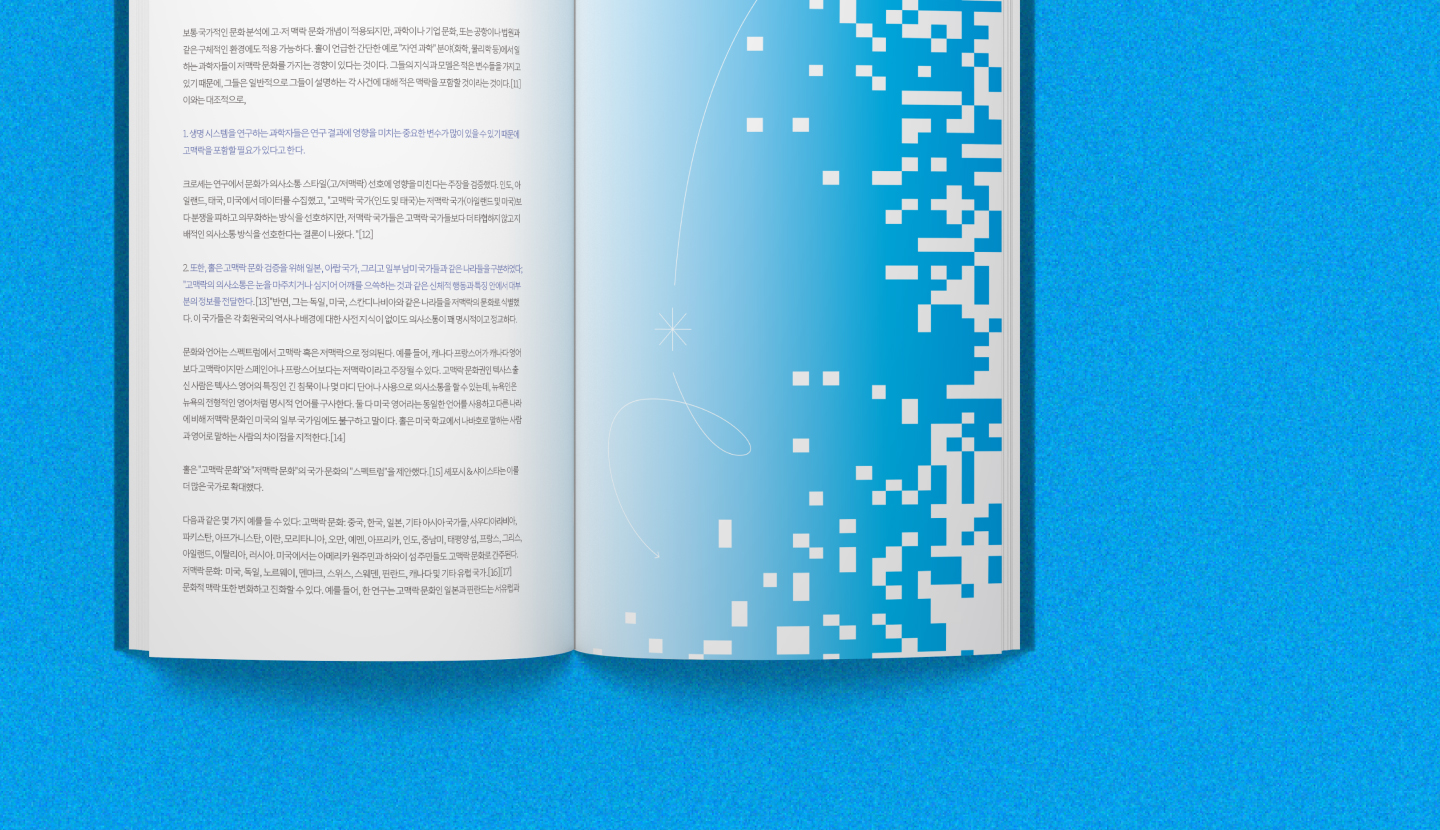 보통 국가적인 문화 분석에 고-저 맥락 문화 개념이 적용되지만, 과학이나 기업 문화, 또는 공항이나 법원과
같은 구체적인 환경에도 적용 가능하다. 홀이 언급한 간단한 예로 "자연 과학" 분야(화학, 물리학 등)에서 일
하는 과학자들이 저맥락 문화를 가지는 경향이 있다는 것이다. 그들의 지식과 모델은 적은 변수들을 가지고
있기 때문에, 그들은 일반적으로 그들이 설명하는 각 사건에 대해 적은 맥락을 포함할 것이라는 것이다.[11]
이와는 대조적으로,
1. 생명 시스템을 연구하는 과학자들은 연구 결과에 영향을 미치는 중요한 변수가 많이 있을 수 있기 때문에
고맥락을 포함할 필요가 있다고 한다.
크로셰는 연구에서 문화가 의사소통 스타일(고/저맥락) 선호에 영향을 미친다는 주장을 검증했다. 인도, 아
일랜드, 태국, 미국에서 데이터를 수집했고, "고맥락 국가(인도 및 태국)는 저맥락 국가(아일랜드 및 미국)보
다 분쟁을 피하고 의무화하는 방식을 선호하지만, 저맥락 국가들은 고맥락 국가들보다 더 타협하지 않고 지
배적인 의사소통 방식을 선호한다는 결론이 나왔다. "[12]
2. 또한, 홀은 고맥락 문화 검증을 위해 일본, 아랍 국가, 그리고 일부 남미 국가들과 같은 나라들을 구분하였다;
"고맥락의 의사소통은 눈을 마주치거나 심지어 어깨를 으쓱하는 것과 같은 신체적 행동과 특징 안에서 대부
분의 정보를 전달한다.[13]"반면, 그는 독일, 미국, 스칸디나비아와 같은 나라들을 저맥락의 문화로 식별했
다. 이 국가들은 각 회원국의 역사나 배경에 대한 사전 지식이 없이도 의사소통이 꽤 명시적이고 정교하다.
문화와 언어는 스펙트럼에서 고맥락 혹은 저맥락으로 정의된다. 예를 들어, 캐나다 프랑스어가 캐나다 영어
보다 고맥락이지만 스페인어나 프랑스어보다는 저맥락이라고 주장될 수 있다. 고맥락 문화권인 텍사스 출
신 사람은 텍사스 영어의 특징인 긴 침묵이나 몇 마디 단어나 사용으로 의사소통을 할 수 있는데, 뉴욕인은
뉴욕의 전형적인 영어처럼 명시적 언어를 구사한다. 둘 다 미국 영어라는 동일한 언어를 사용하고 다른 나라
에 비해 저맥락 문화인 미국의 일부 국가임에도 불구하고 말이다. 홀은 미국 학교에서 나바호로 말하는 사람
과 영어로 말하는 사람의 차이점을 지적한다.[14]
홀은 "고맥락 문화"와 "저맥락 문화"의 국가 문화의 "스펙트럼"을 제안했다.[15] 셰포시 & 샤이스타는 이를
더 많은 국가로 확대했다.
다음과 같은 몇 가지 예를 들 수 있다: 고맥락 문화: 중국, 한국, 일본, 기타 아시아 국가들, 사우디아라비아,
파키스탄, 아프가니스탄, 이란, 모리타니아, 오만, 예멘, 아프리카, 인도, 중남미, 태평양 섬, 프랑스, 그리스,
아일랜드, 이탈리아, 러시아. 미국에서는 아메리카 원주민과 하와이 섬 주민들도 고맥락 문화로 간주된다.
저맥락 문화: 미국, 독일, 노르웨이, 덴마크, 스위스, 스웨덴, 핀란드, 캐나다 및 기타 유럽 국가.[16][17]
문화적 맥락 또한 변화하고 진화할 수 있다. 예를 들어, 한 연구는 고맥락 문화인 일본과 핀란드는 서유럽과